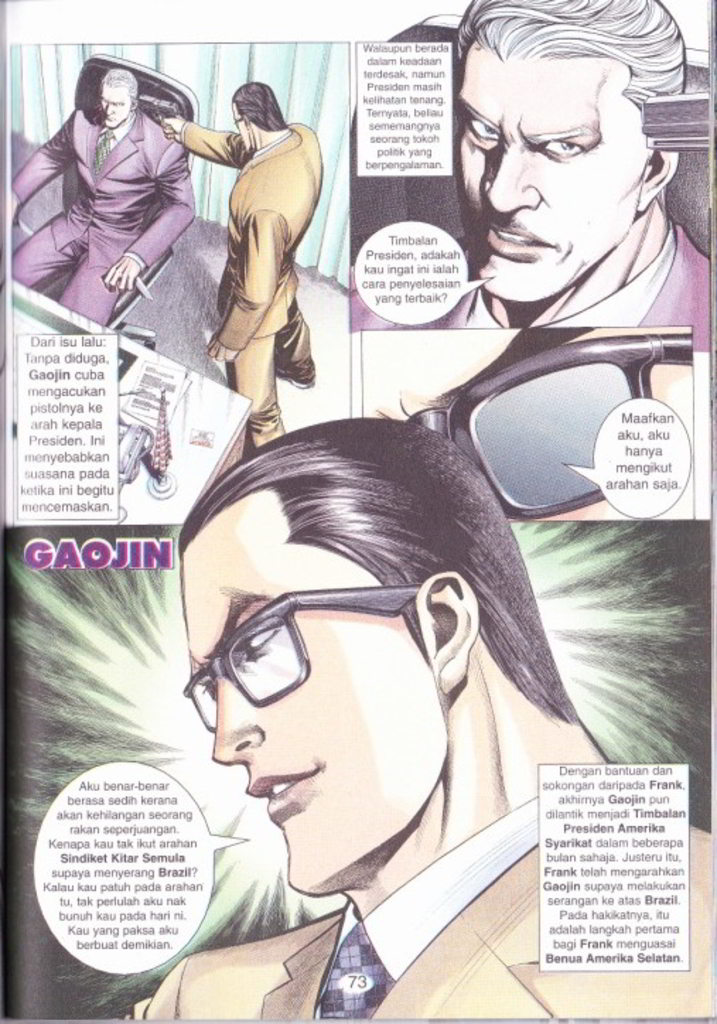 Dari isu lalu:
Tanpa diduga,
Gaojin cuba
mengacukan
pistolnya ke
arah kepala
Presiden. Ini
menyebabkan
suasana pada
ketika ini begitu
mencemaskan.
Walaupun berada
dalam keadaan
terdesak, namun
Presiden masih
kelihatan tenang.
Ternyata, beliau
sememangnya
seorang tokoh
politik yang
berpengalaman.
Timbalan
Presiden, adakah
kau ingat ini ialah
cara penyelesaian
yang terbaik?
Maafkan
aku, aku
hanya
mengikut
arahan saja.
GAOJIN
Aku benar-benar
berasa sedih kerana
akan kehilangan seorang
rakan seperjuangan.
Kenapa kau tak ikut arahan
Sindiket Kitar Semula
supaya menyerang Brazil?
Kalau kau patuh pada arahan
tu, tak perlulah aku nak
bunuh kau pada hari ni.
Kau yang paksa aku
berbuat demikian.
Dengan bantuan dan
sokongan daripada Frank,
akhirnya Gaojin pun
dilantik menjadi Timbalan
Presiden Amerika
Syarikat dalam beberapa
bulan sahaja. Justeru itu,
Frank telah mengarahkan
Gaojin supaya melakukan
serangan ke atas Brazil.
Pada hakikatnya, itu
adalah langkah pertama
bagi Frank menguasai
Benua Amerika Selatan.
73